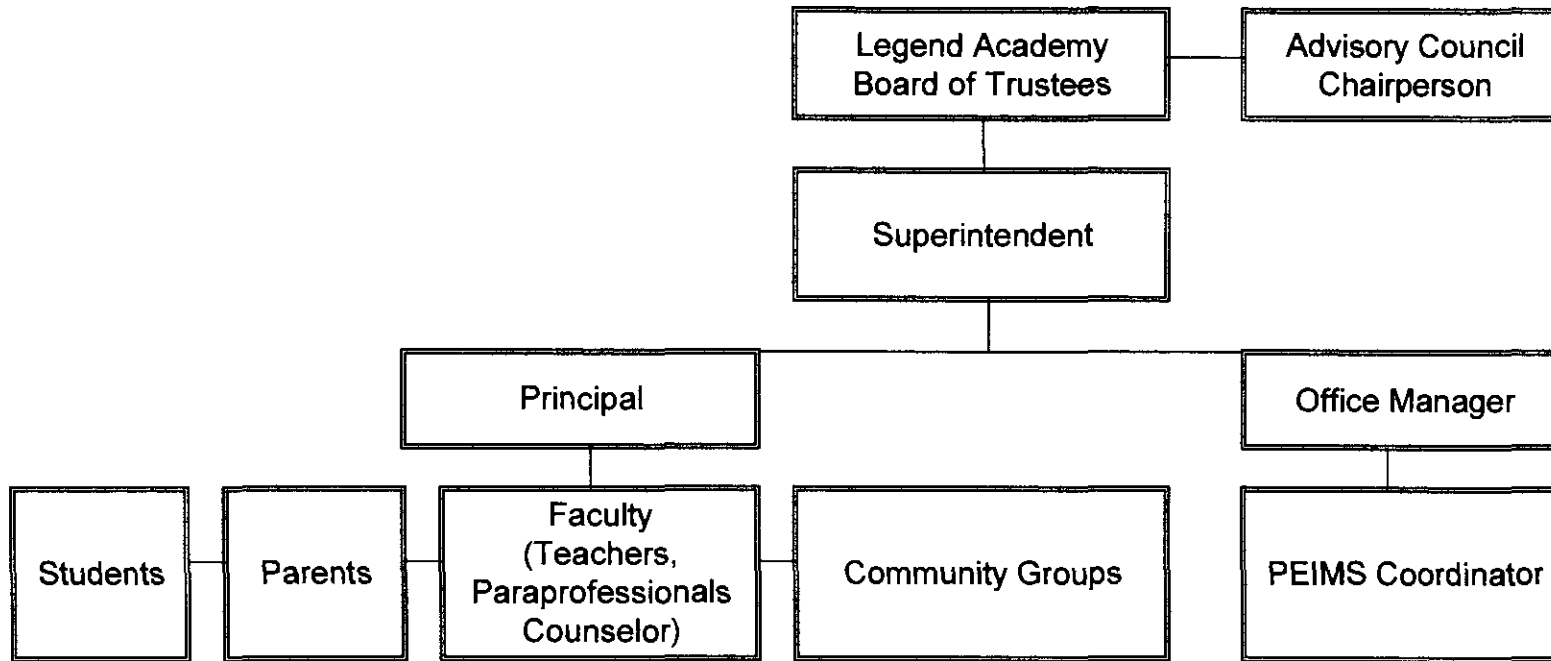 Legend Academy
Board of Trustees
Advisory Council
Chairperson
Superintendent
Principal
Office Manager
Students
Parents
Faculty
(Teachers,
Paraprofessionals
Counselor)
Community Groups
PEIMS Coordinator